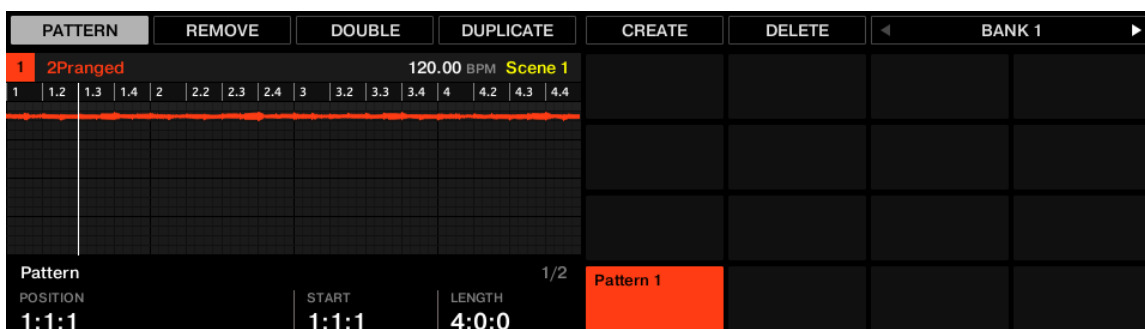 PATTERN REMOVE DOUBLE DUPLICATE CREATE DELETE BANK 1
1 2Pranged 120.00 BPM Scene 1
1 1.2 1.3 1.4 2 2.2 2.3 2.4 3 3.2 3.3 3.4 4 4.2 4.3 4.4
Pattern 1/2 Pattern 1
POSITION START LENGTH
1:1:1 1:1:1 4:0:0